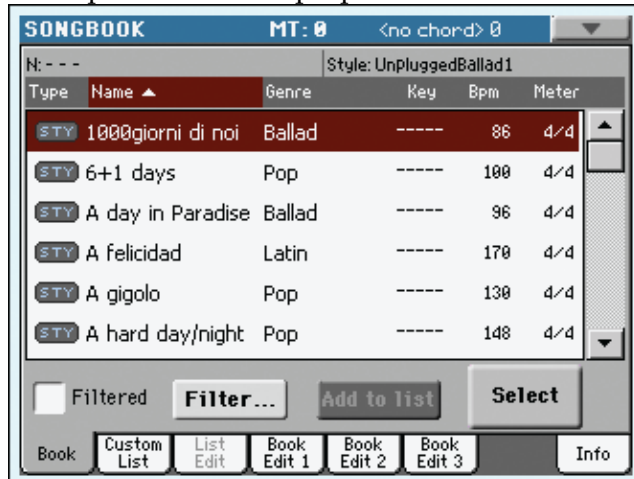 SONGBOOK MT: 0 <no chord> 0
N: - - - Style: UnpluggedBallad1
Type Name Genre Key Bpm Meter
STY 1000giorni di noi Ballad ----- 86 4/4
STY 6+1 days Pop ----- 100 4/4
STY A day in Paradise Ballad ----- 96 4/4
STY A felicidad Latin ----- 170 4/4
STY A gigolo Pop ----- 130 4/4
STY A hard day/night Pop ----- 148 4/4
Filtered Filter... Add to list Select
Book Custom List List Edit Book Edit 1 Book Edit 2 Book Edit 3 Info